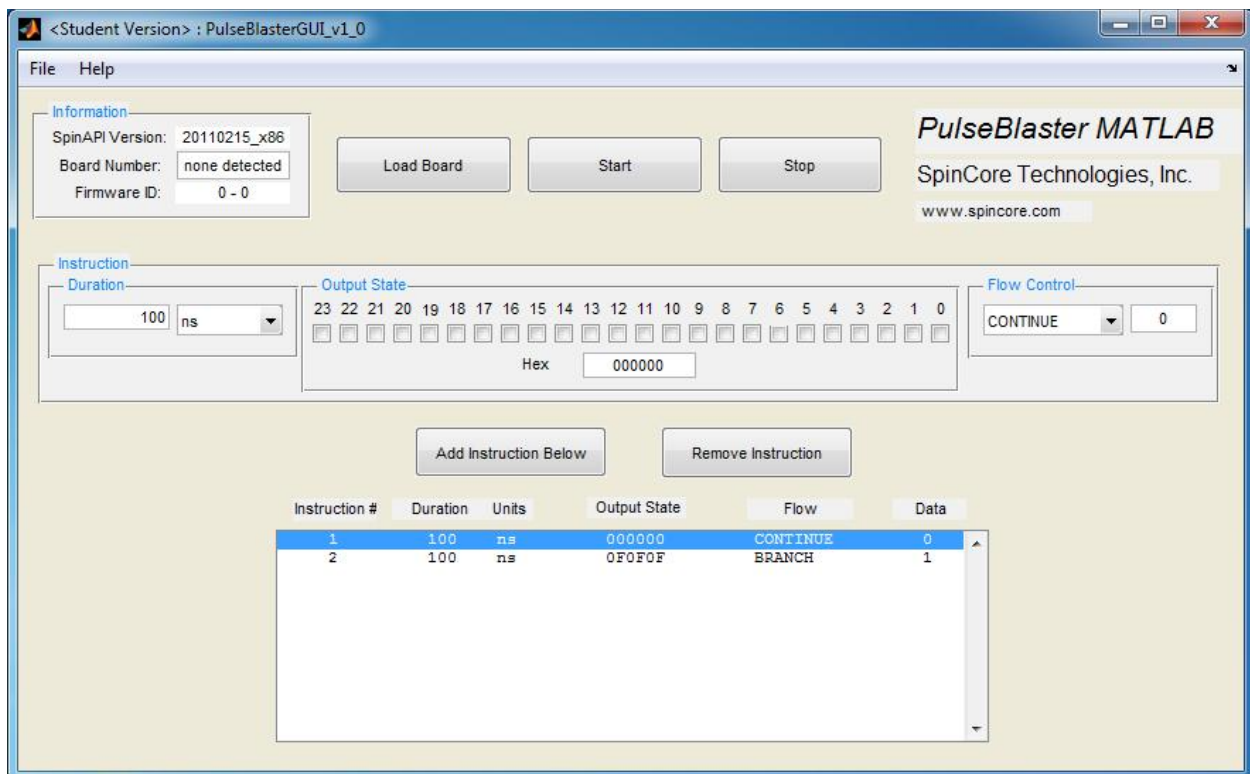 <Student Version> : PulseBlasterGUI_v1_0
File Help
Information
SpinAPI Version: 20110215_x86
Board Number: none detected
Firmware ID: 0 - 0
Load Board
Start
Stop
PulseBlaster MATLAB
SpinCore Technologies, Inc.
www.spincore.com
Instruction
Duration
100 ns
Output State
23 22 21 20 19 18 17 16 15 14 13 12 11 10 9 8 7 6 5 4 3 2 1 0
Hex 000000
Flow Control
CONTINUE 0
Add Instruction Below
Remove Instruction
Instruction # Duration Units Output State Flow Data
1 100 ns 000000 CONTINUE 0
2 100 ns 0F0F0F BRANCH 1